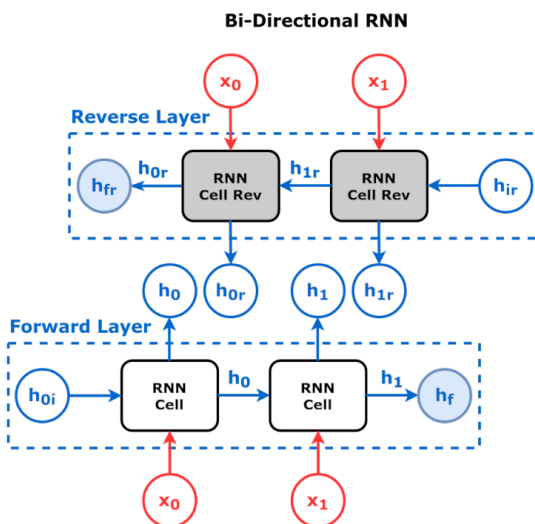 Bi-Directional RNN
x0
x1
Reverse Layer
h0r
h1r
RNN
Cell Rev
RNN
Cell Rev
hfr
hir
h0
h0r
h1
h1r
Forward Layer
h0i
RNN
Cell
h0
RNN
Cell
h1
hf
x0
x1